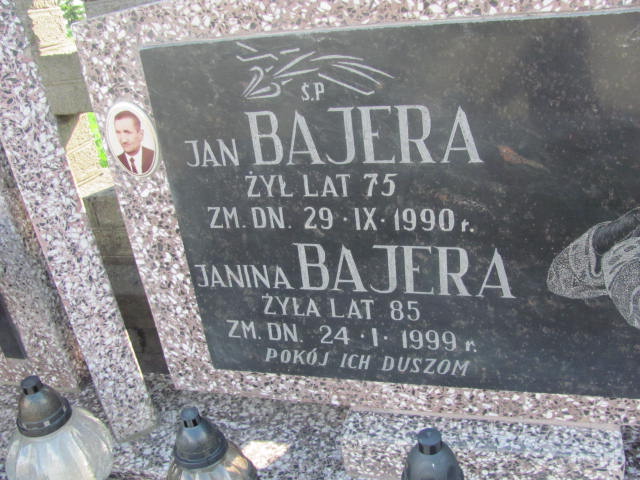 Ś.P
JAN BAJERA
ŻYŁ LAT 75
ZM. DN. 29·IX·1990 r.
JANINA BAJERA
ŻYŁA LAT 85
ZM. DN. 24·I·1999 r.
POKÓJ ICH DUSZOM